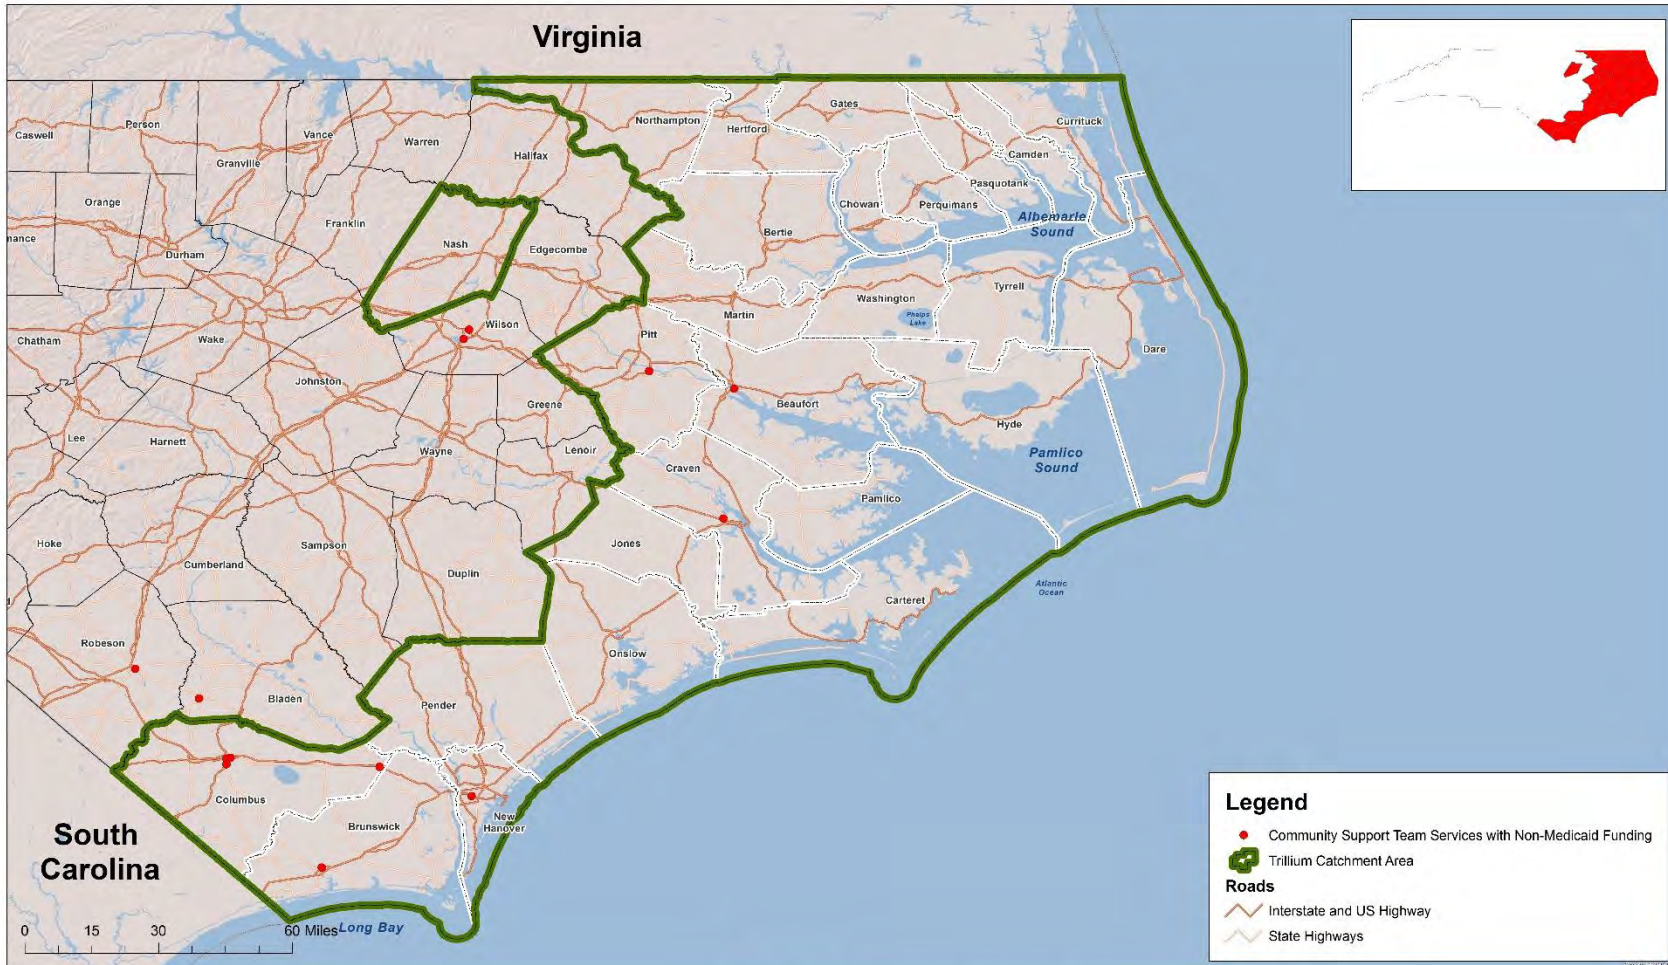 Virginia
Caswell
Person
Granville
Vance
Warren
Halifax
Northampton
Hertford
Gates
Currituck
Camden
Pasquotank
Perquimans
Chowan
Bertie
Albemarle
Sound
Orange
Durham
Franklin
Nash
Edgecombe
mance
Chatham
Wake
Wilson
Pitt
Martin
Washington
Tyrrell
Phelps
Lake
Dare
Johnston
Greene
Beaufort
Hyde
Lee
Harnett
Wayne
Lenoir
Craven
Pamlico
Sound
Pamlico
Hoke
Cumberland
Sampson
Duplin
Jones
Carteret
Atlantic
Ocean
Robeson
Bladen
Pender
Onslow
Columbus
Brunswick
New
Hanover
South
Carolina
0 15 30 60 Miles
Long Bay
Legend
Community Support Team Services with Non-Medicaid Funding
Trillium Catchment Area
Roads
Interstate and US Highway
State Highways